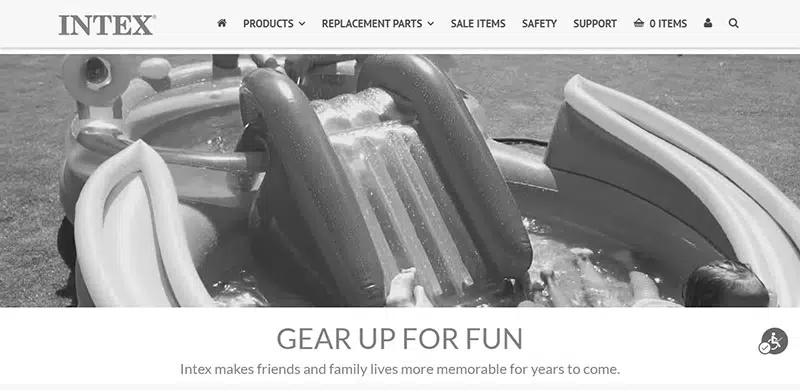 INTEX®
PRODUCTS
REPLACEMENT PARTS
SALE ITEMS
SAFETY
SUPPORT
0 ITEMS
GEAR UP FOR FUN
Intex makes friends and family lives more memorable for years to come.